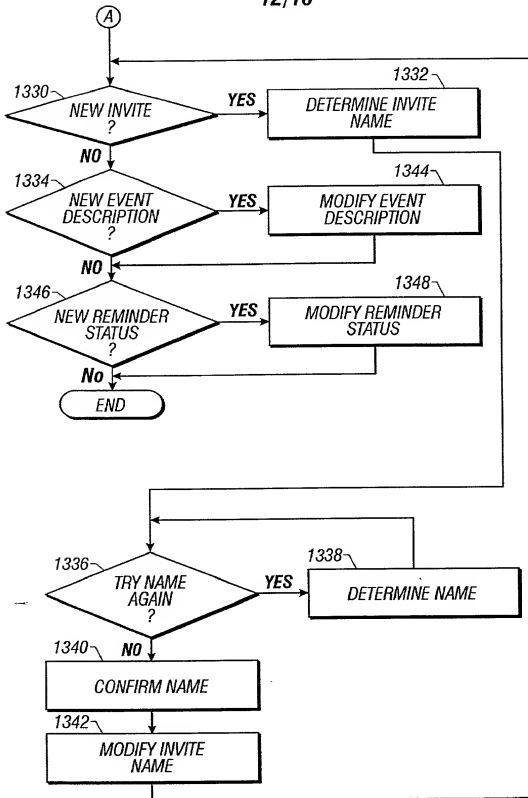 A
1330
NEW INVITE
?
YES
1332
DETERMINE INVITE
NAME
NO
1334
NEW EVENT
DESCRIPTION
?
YES
1344
MODIFY EVENT
DESCRIPTION
NO
1346
NEW REMINDER
STATUS
?
YES
1348
MODIFY REMINDER
STATUS
No
END
1336
TRY NAME
AGAIN
?
YES
1338
DETERMINE NAME
NO
1340
CONFIRM NAME
1342
MODIFY INVITE
NAME